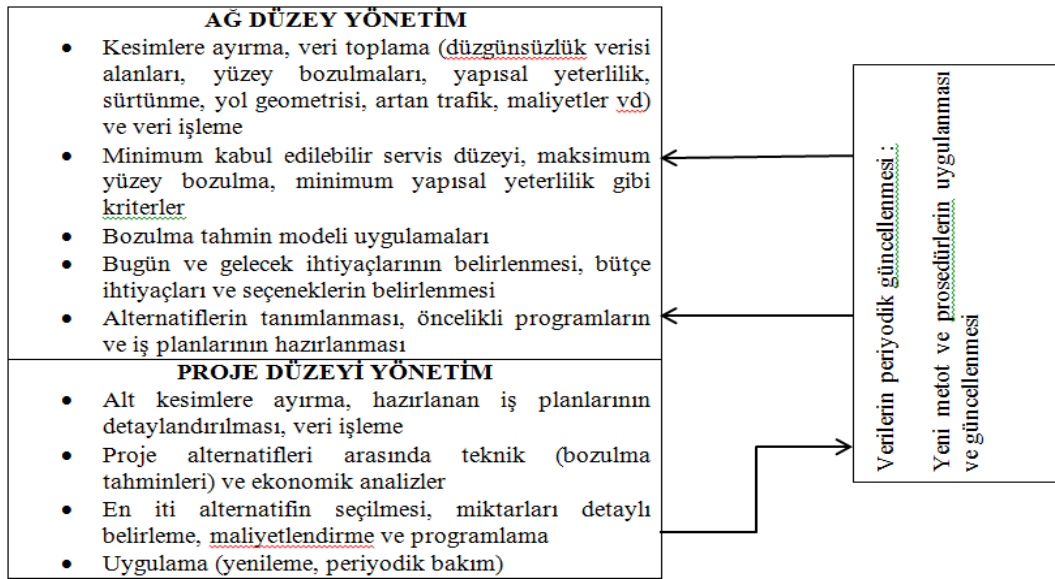 AĞ DÜZEY YÖNETİM
• Kesimlere ayırma, veri toplama (düzgünsüzlük verisi
alanları, yüzey bozulmaları, yapısal yeterlilik,
sürtünme, yol geometrisi, artan trafik, maliyetler vd)
ve veri işleme
• Minimum kabul edilebilir servis düzeyi, maksimum
yüzey bozulma, minimum yapısal yeterlilik gibi
kriterler
• Bozulma tahmin modeli uygulamaları
• Bugün ve gelecek ihtiyaçlarının belirlenmesi, bütçe
ihtiyaçları ve seçeneklerin belirlenmesi
• Alternatiflerin tanımlanması, öncelikli programların
ve iş planlarının hazırlanması
PROJE DÜZEYİ YÖNETİM
• Alt kesimlere ayırma, hazırlanan iş planlarının
detaylandırılması, veri işleme
• Proje alternatifleri arasında teknik (bozulma
tahminleri) ve ekonomik analizler
• En iti alternatifin seçilmesi, miktarları detaylı
belirleme, maliyetlendirme ve programlama
• Uygulama (yenileme, periyodik bakım)
Verilerin periyodik güncellenmesi :
Yeni metot ve prosedürlerin uygulanması
ve güncellenmesi